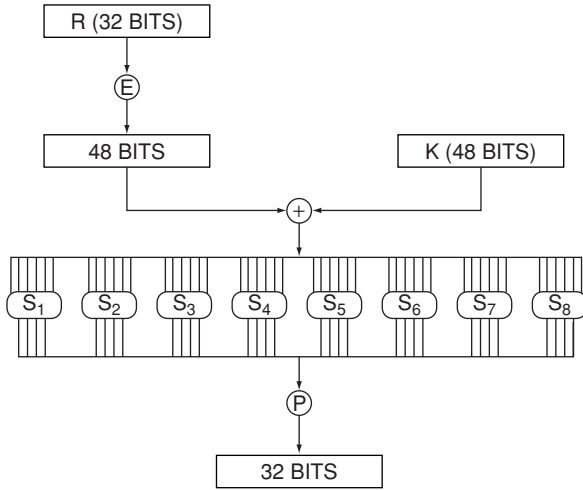 R (32 BITS)
E
48 BITS
K (48 BITS)
+
S₁ S₂ S₃ S₄ S₅ S₆ S₇ S₈
P
32 BITS